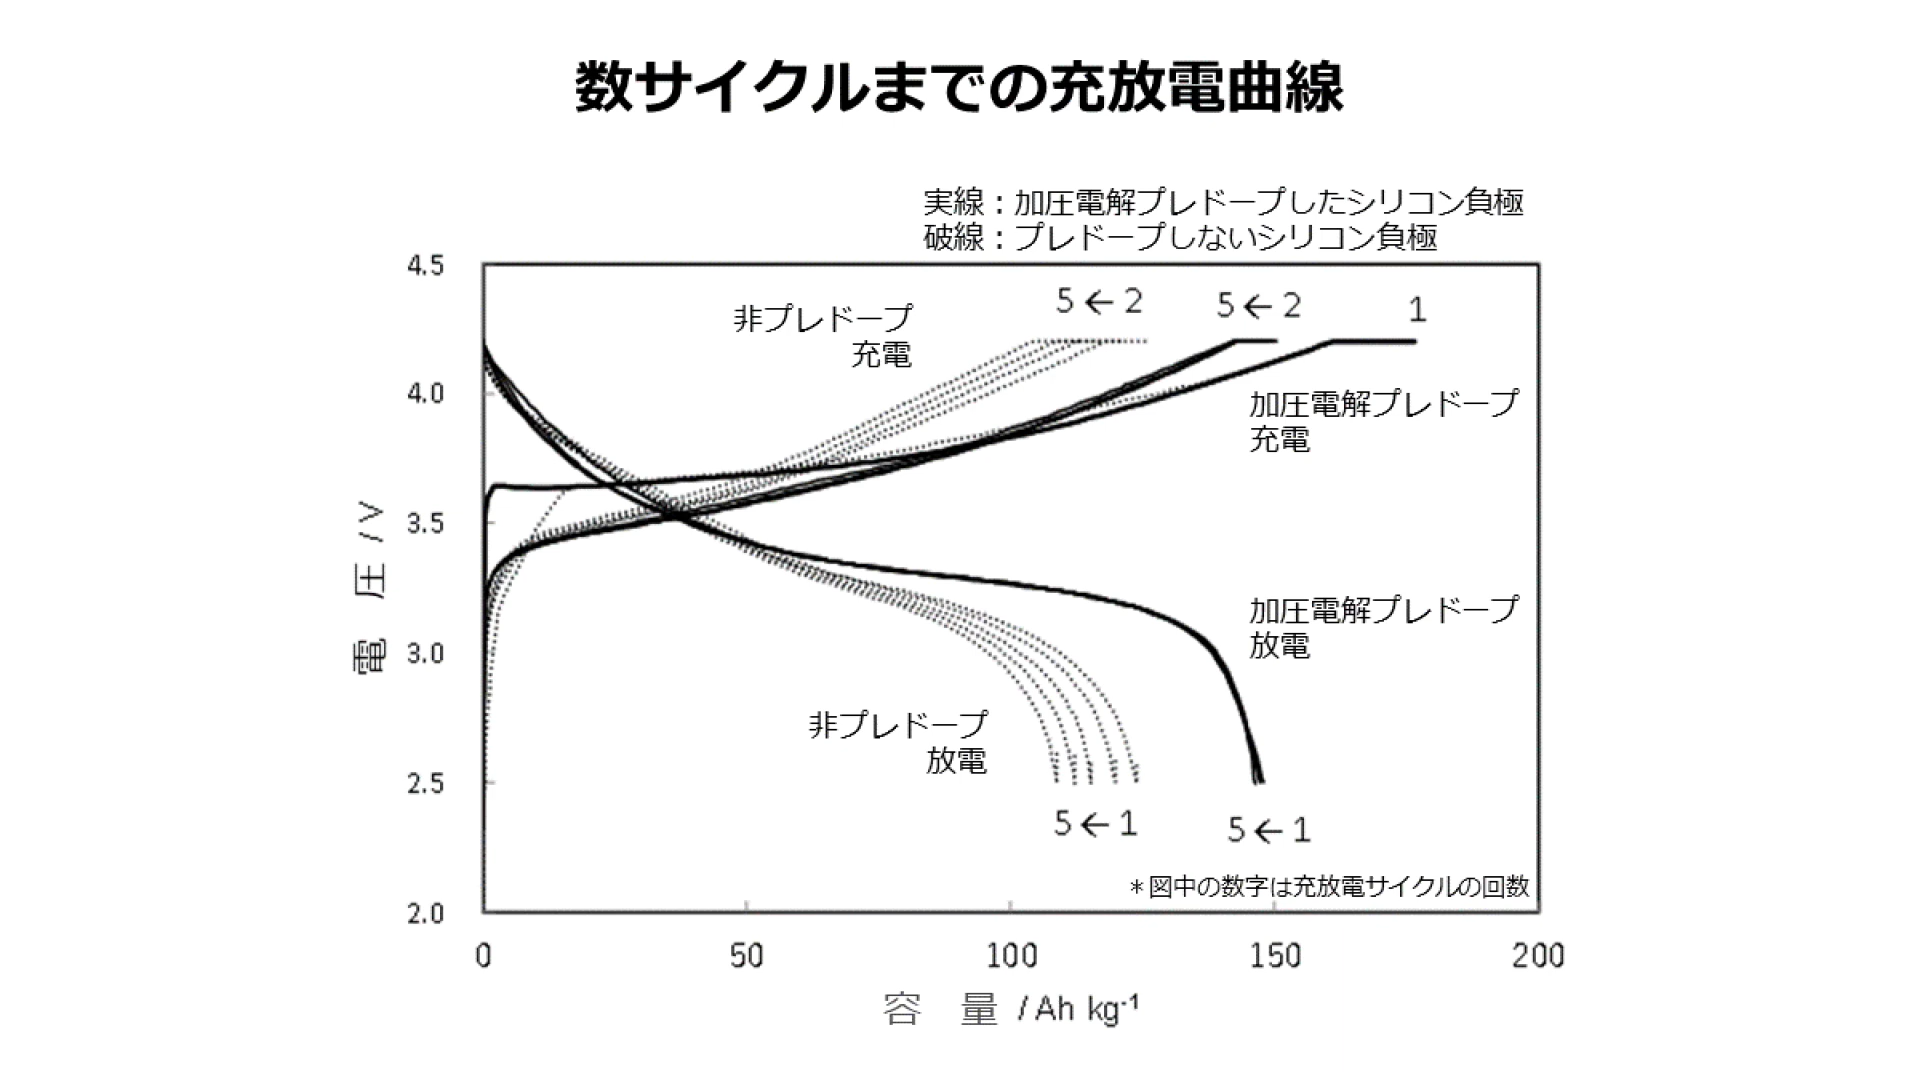 数サイクルまでの充放電曲線
実線：加圧電解プレドープしたシリコン負極
破線：プレドープしないシリコン負極
4.5
4.0
3.5
3.0
2.5
2.0
電 圧 / V
非プレドープ
充電
5 ← 2
5 ← 2
1
加圧電解プレドープ
充電
加圧電解プレドープ
放電
非プレドープ
放電
5 ← 1
5 ← 1
＊図中の数字は充放電サイクルの回数
0
50
100
150
200
容 量 / Ah kg⁻¹